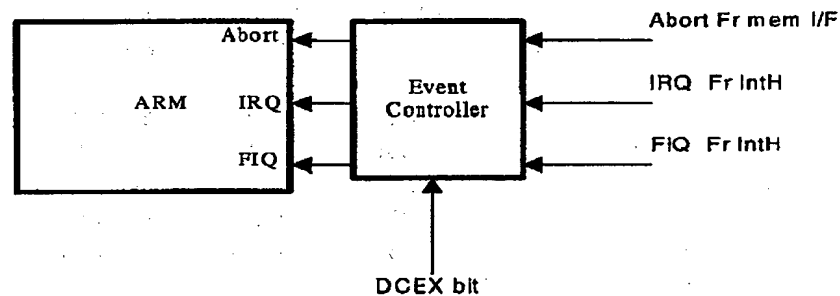 Abort
ARM
IRQ
FIQ
Event
Controller
Abort Fr mem I/F
IRQ Fr IntH
FIQ Fr IntH
DCEX bit